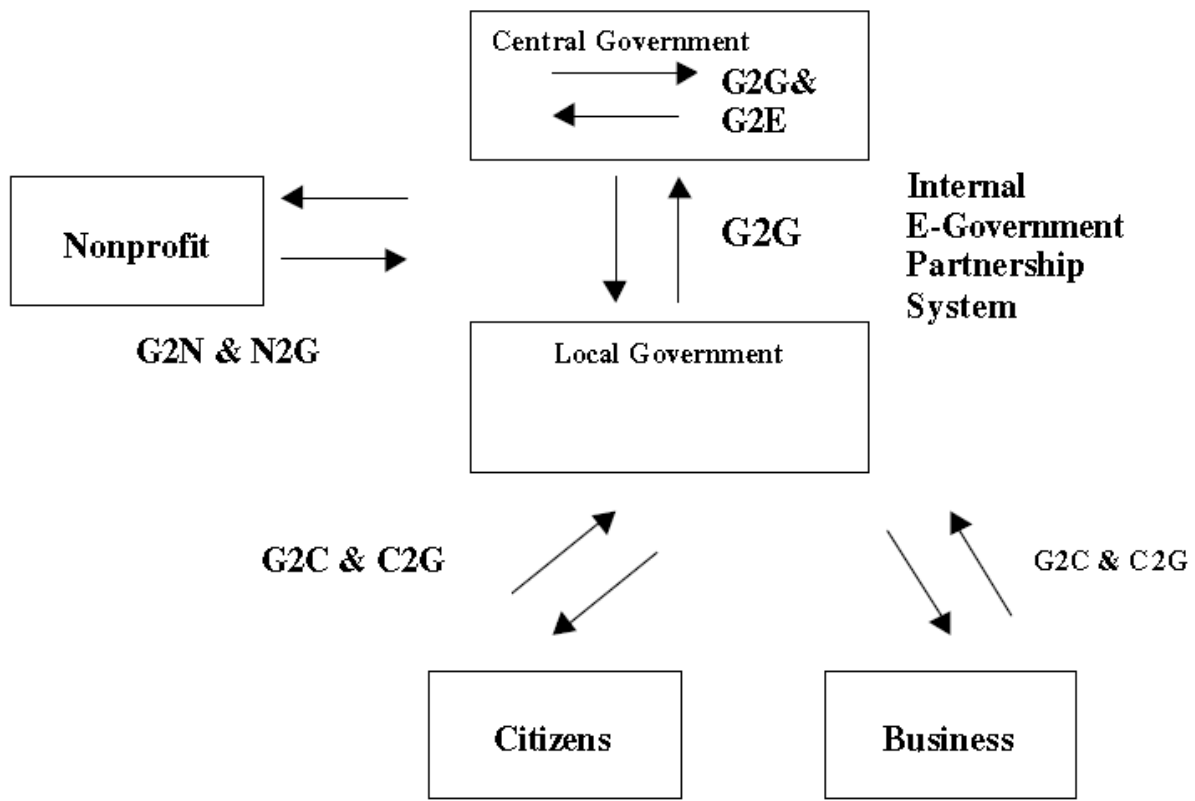 Central Government
G2G&
G2E
Internal
E-Government
Partnership
System
Nonprofit
G2G
G2N & N2G
Local Government
G2C & C2G
G2C & C2G
Citizens
Business